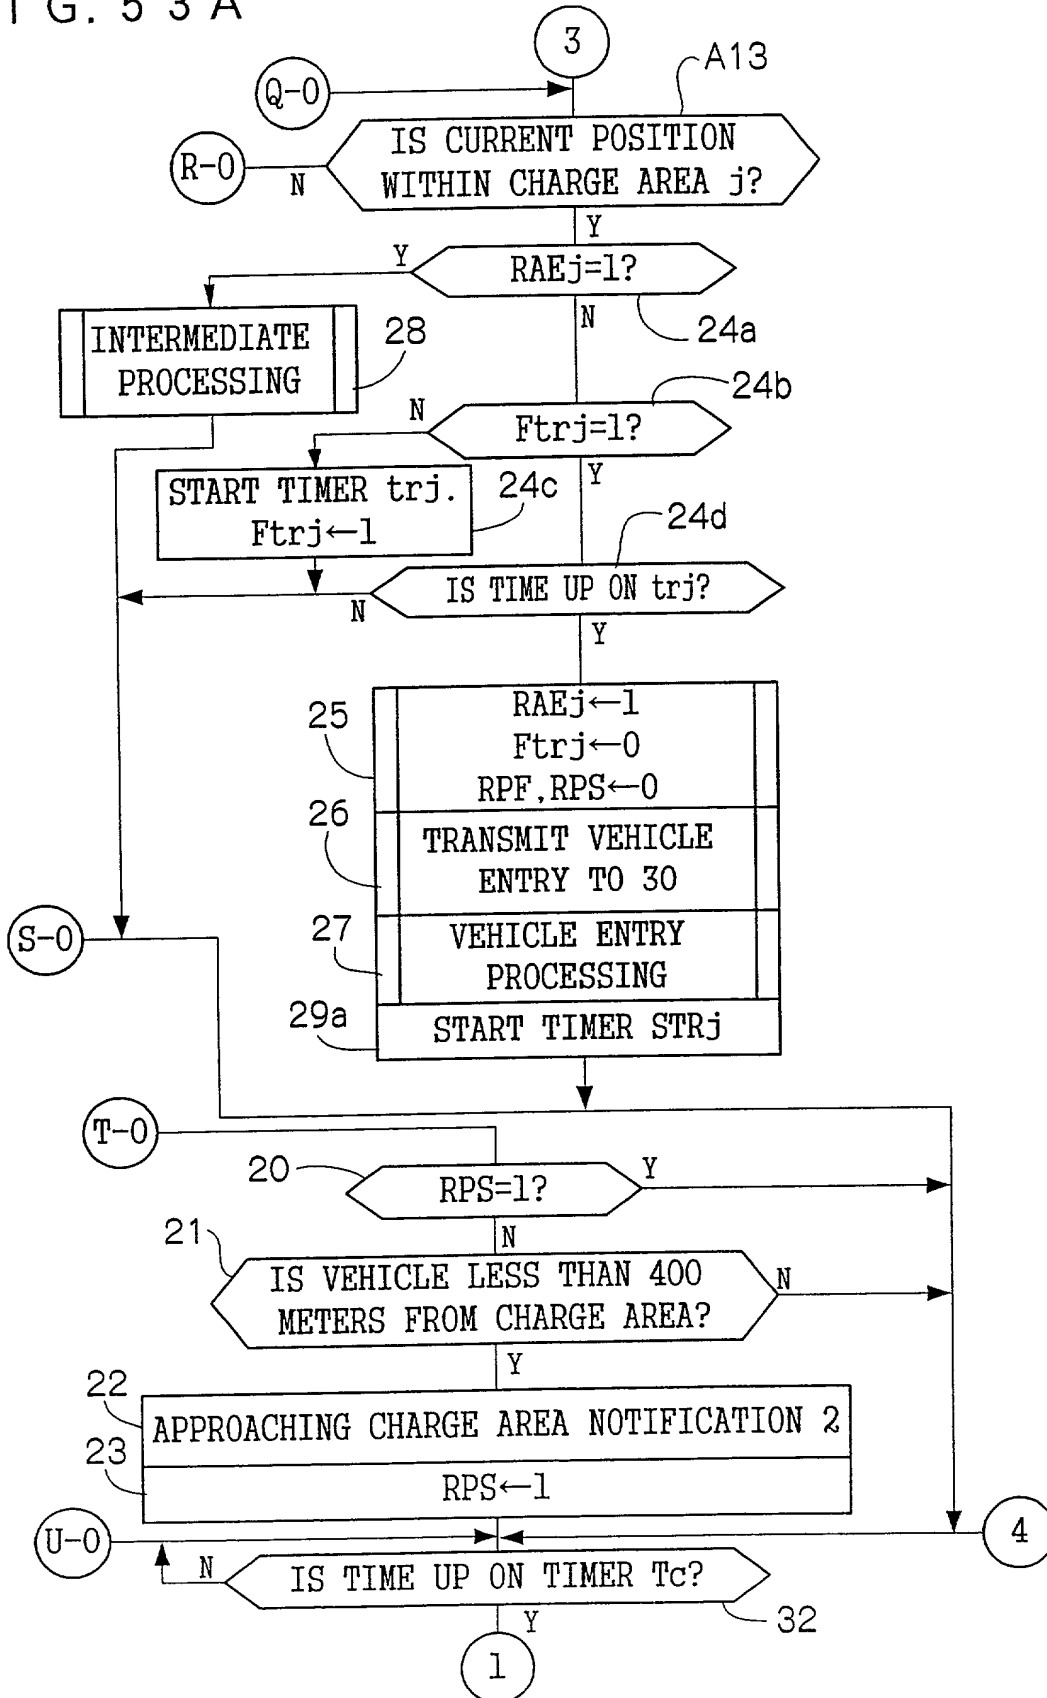 I G. 5 3 A
3
Q-0
A13
IS CURRENT POSITION
WITHIN CHARGE AREA j?
R-0
N
Y
Y
RAEj=1?
N
24a
INTERMEDIATE
PROCESSING
28
24b
N
Ftrj=1?
Y
START TIMER trj.
Ftrj←1
24c
24d
IS TIME UP ON trj?
N
Y
25
RAEj←1
Ftrj←0
RPF,RPS←0
26
TRANSMIT VEHICLE
ENTRY TO 30
27
VEHICLE ENTRY
PROCESSING
S-0
29a
START TIMER STRj
T-0
20
RPS=1?
Y
N
21
IS VEHICLE LESS THAN 400
METERS FROM CHARGE AREA?
N
Y
22
APPROACHING CHARGE AREA NOTIFICATION 2
23
RPS←1
U-0
4
N
IS TIME UP ON TIMER Tc?
Y
32
1